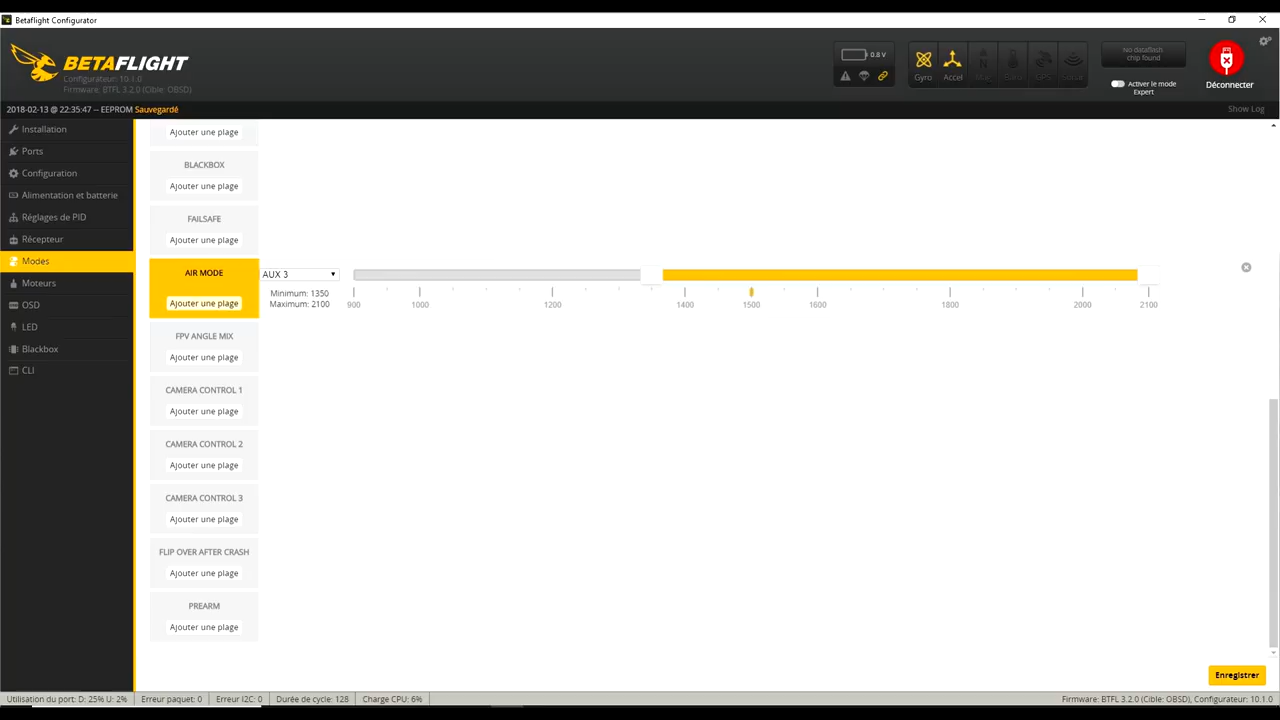 Betaflight Configurator
BETAFLIGHT
Configurateur: 10.1.0
Firmware: BTFL 3.2.0 (Cible: OBSD)
0.8 V
Gyro
Accel
No dataflash
chip found
Activer le mode
Expert
Déconnecter
2018-02-13 @ 22:35:47 -- EEPROM Sauvegardé
Show Log
Installation
Ports
Configuration
Alimentation et batterie
Réglages de PID
Récepteur
Modes
Moteurs
OSD
LED
Blackbox
CLI
Ajouter une plage
BLACKBOX
Ajouter une plage
FAILSAFE
Ajouter une plage
AIR MODE
Ajouter une plage
AUX 3
Minimum: 1350
Maximum: 2100
900 1000 1200 1400 1500 1600 1800 2000 2100
FPV ANGLE MIX
Ajouter une plage
CAMERA CONTROL 1
Ajouter une plage
CAMERA CONTROL 2
Ajouter une plage
CAMERA CONTROL 3
Ajouter une plage
FLIP OVER AFTER CRASH
Ajouter une plage
PREARM
Ajouter une plage
Enregistrer
Utilisation du port: D: 25% U: 2% Erreur paquet: 0 Erreur I2C: 0 Durée de cycle: 128 Charge CPU: 6% Firmware: BTFL 3.2.0 (Cible: OBSD), Configurateur: 10.1.0